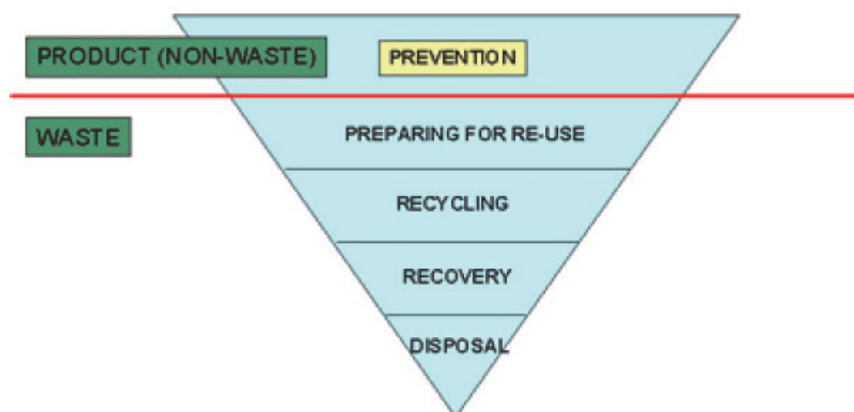 PRODUCT (NON-WASTE)
PREVENTION
WASTE
PREPARING FOR RE-USE
RECYCLING
RECOVERY
DISPOSAL